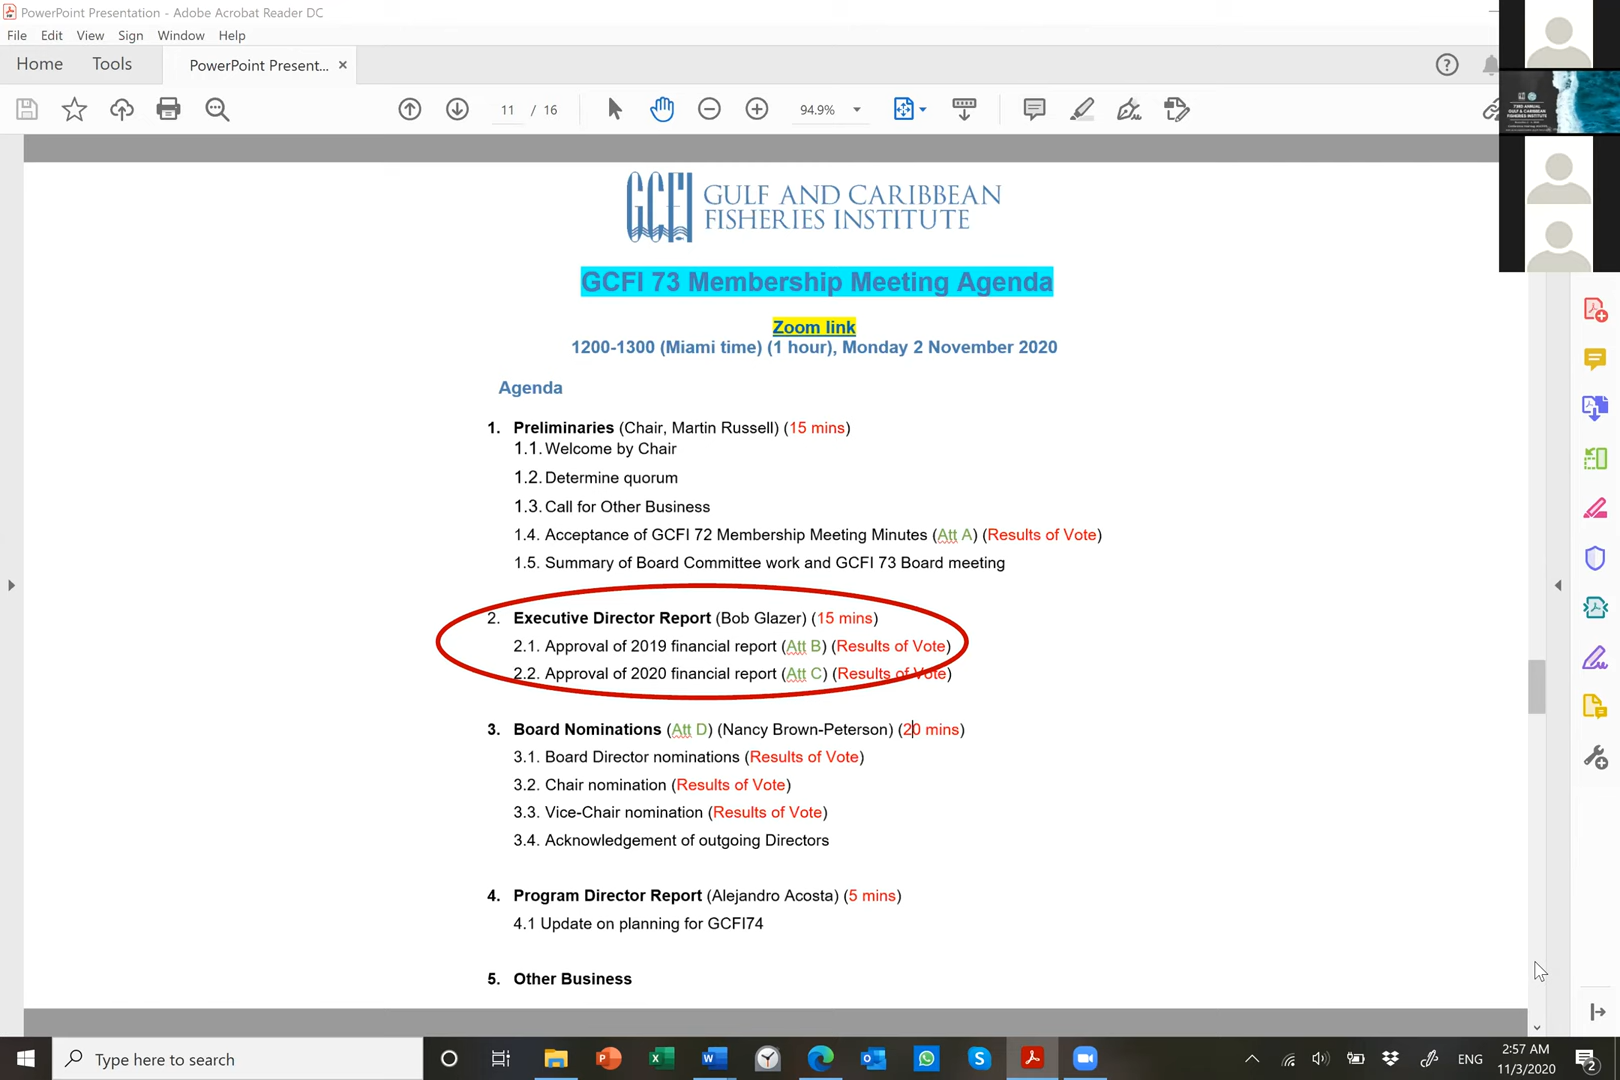 PowerPoint Presentation - Adobe Acrobat Reader DC
File Edit View Sign Window Help
Home Tools PowerPoint Present... ×
11 / 16 94.9%
73RD ANNUAL
GULF & CARIBBEAN
FISHERIES INSTITUTE
GCFI GULF AND CARIBBEAN
FISHERIES INSTITUTE
GCFI 73 Membership Meeting Agenda
Zoom link
1200-1300 (Miami time) (1 hour), Monday 2 November 2020
Agenda
1. Preliminaries (Chair, Martin Russell) (15 mins)
1.1. Welcome by Chair
1.2. Determine quorum
1.3. Call for Other Business
1.4. Acceptance of GCFI 72 Membership Meeting Minutes (Att A) (Results of Vote)
1.5. Summary of Board Committee work and GCFI 73 Board meeting
2. Executive Director Report (Bob Glazer) (15 mins)
2.1. Approval of 2019 financial report (Att B) (Results of Vote)
2.2. Approval of 2020 financial report (Att C) (Results of Vote)
3. Board Nominations (Att D) (Nancy Brown-Peterson) (20 mins)
3.1. Board Director nominations (Results of Vote)
3.2. Chair nomination (Results of Vote)
3.3. Vice-Chair nomination (Results of Vote)
3.4. Acknowledgement of outgoing Directors
4. Program Director Report (Alejandro Acosta) (5 mins)
4.1 Update on planning for GCFI74
5. Other Business
Type here to search
ENG
2:57 AM
11/3/2020
2